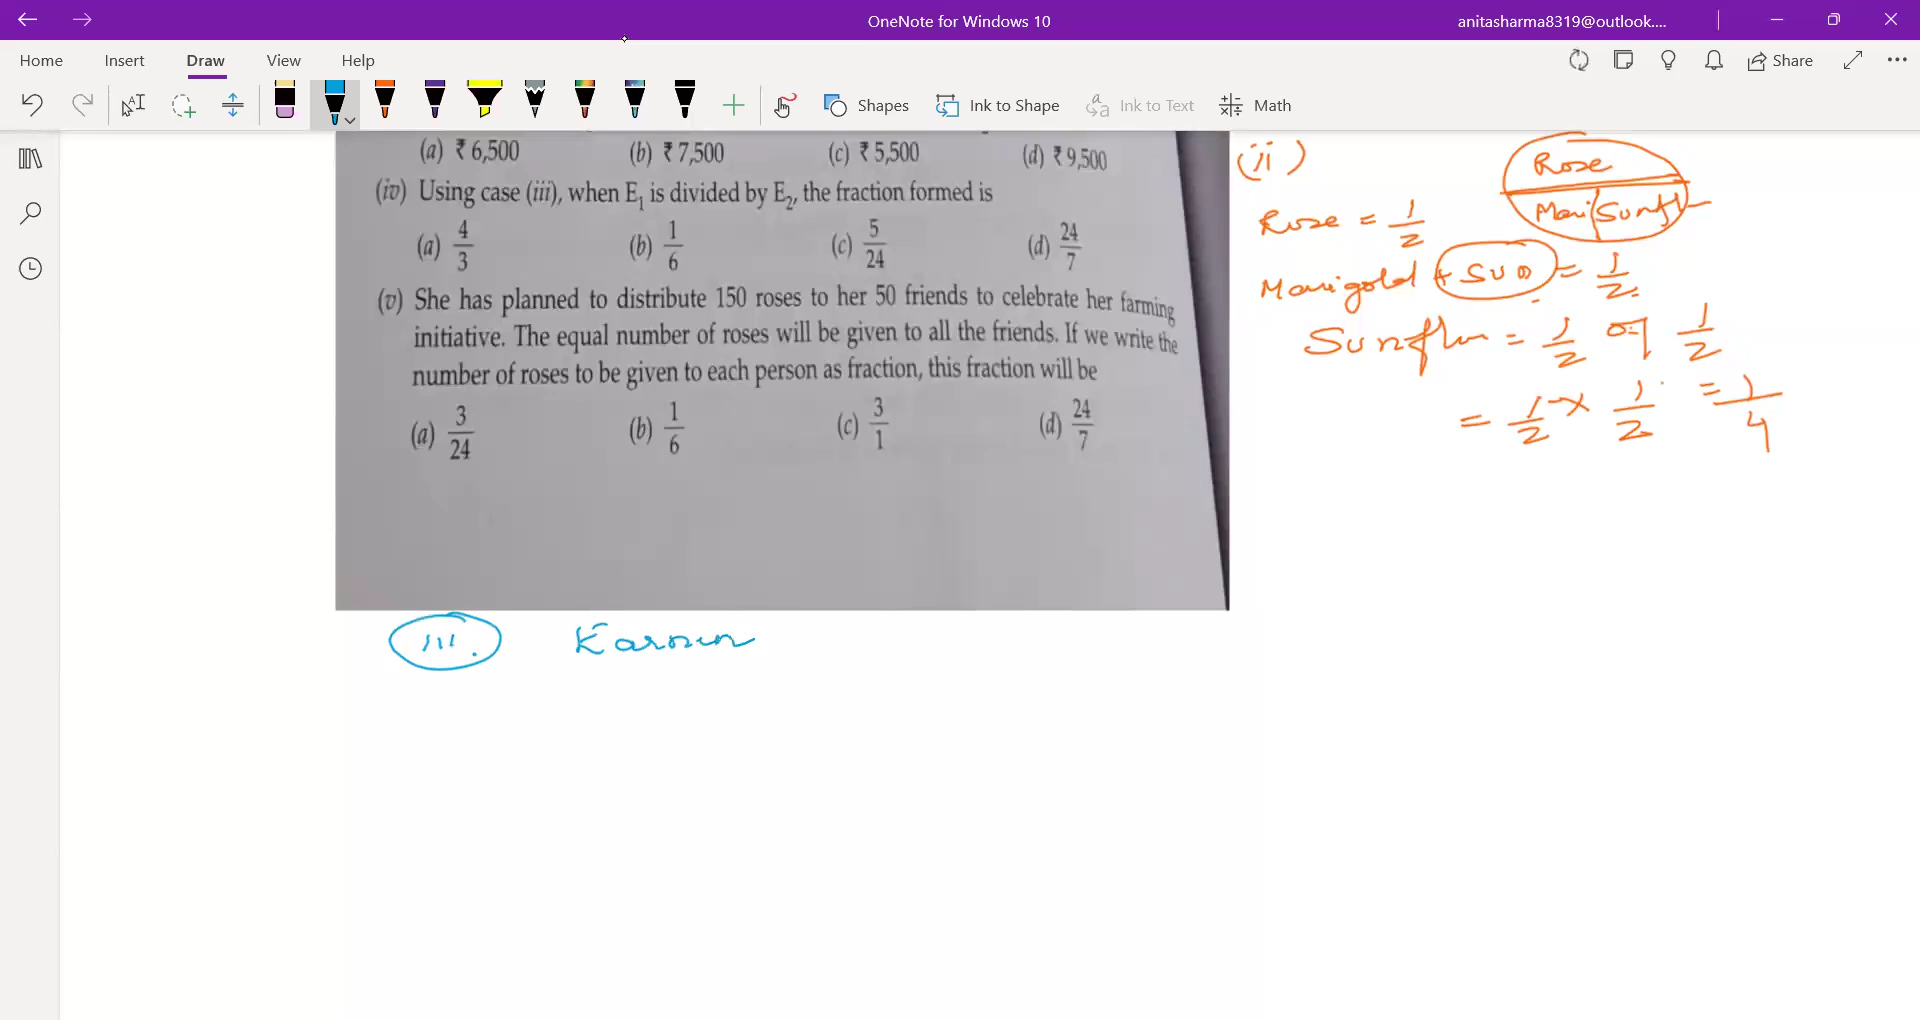 OneNote for Windows 10
anitasharma8319@outlook....
Home Insert Draw View Help
Share
Shapes Ink to Shape Ink to Text Math
(a) ₹ 6,500 (b) ₹ 7,500 (c) ₹ 5,500 (d) ₹ 9,500
(iv) Using case (iii), when E₁ is divided by E₂, the fraction formed is
(a) 4/3 (b) 1/6 (c) 5/24 (d) 24/7
(v) She has planned to distribute 150 roses to her 50 friends to celebrate her farming
initiative. The equal number of roses will be given to all the friends. If we write the
number of roses to be given to each person as fraction, this fraction will be
(a) 3/24 (b) 1/6 (c) 3/1 (d) 24/7
(ii)
Rose
Mari Sunfl
Rose = 1/2
Marigold + Sun = 1/2
Sunflw = 1/2 of 1/2
= 1/2 × 1/2 = 1/4
iii.